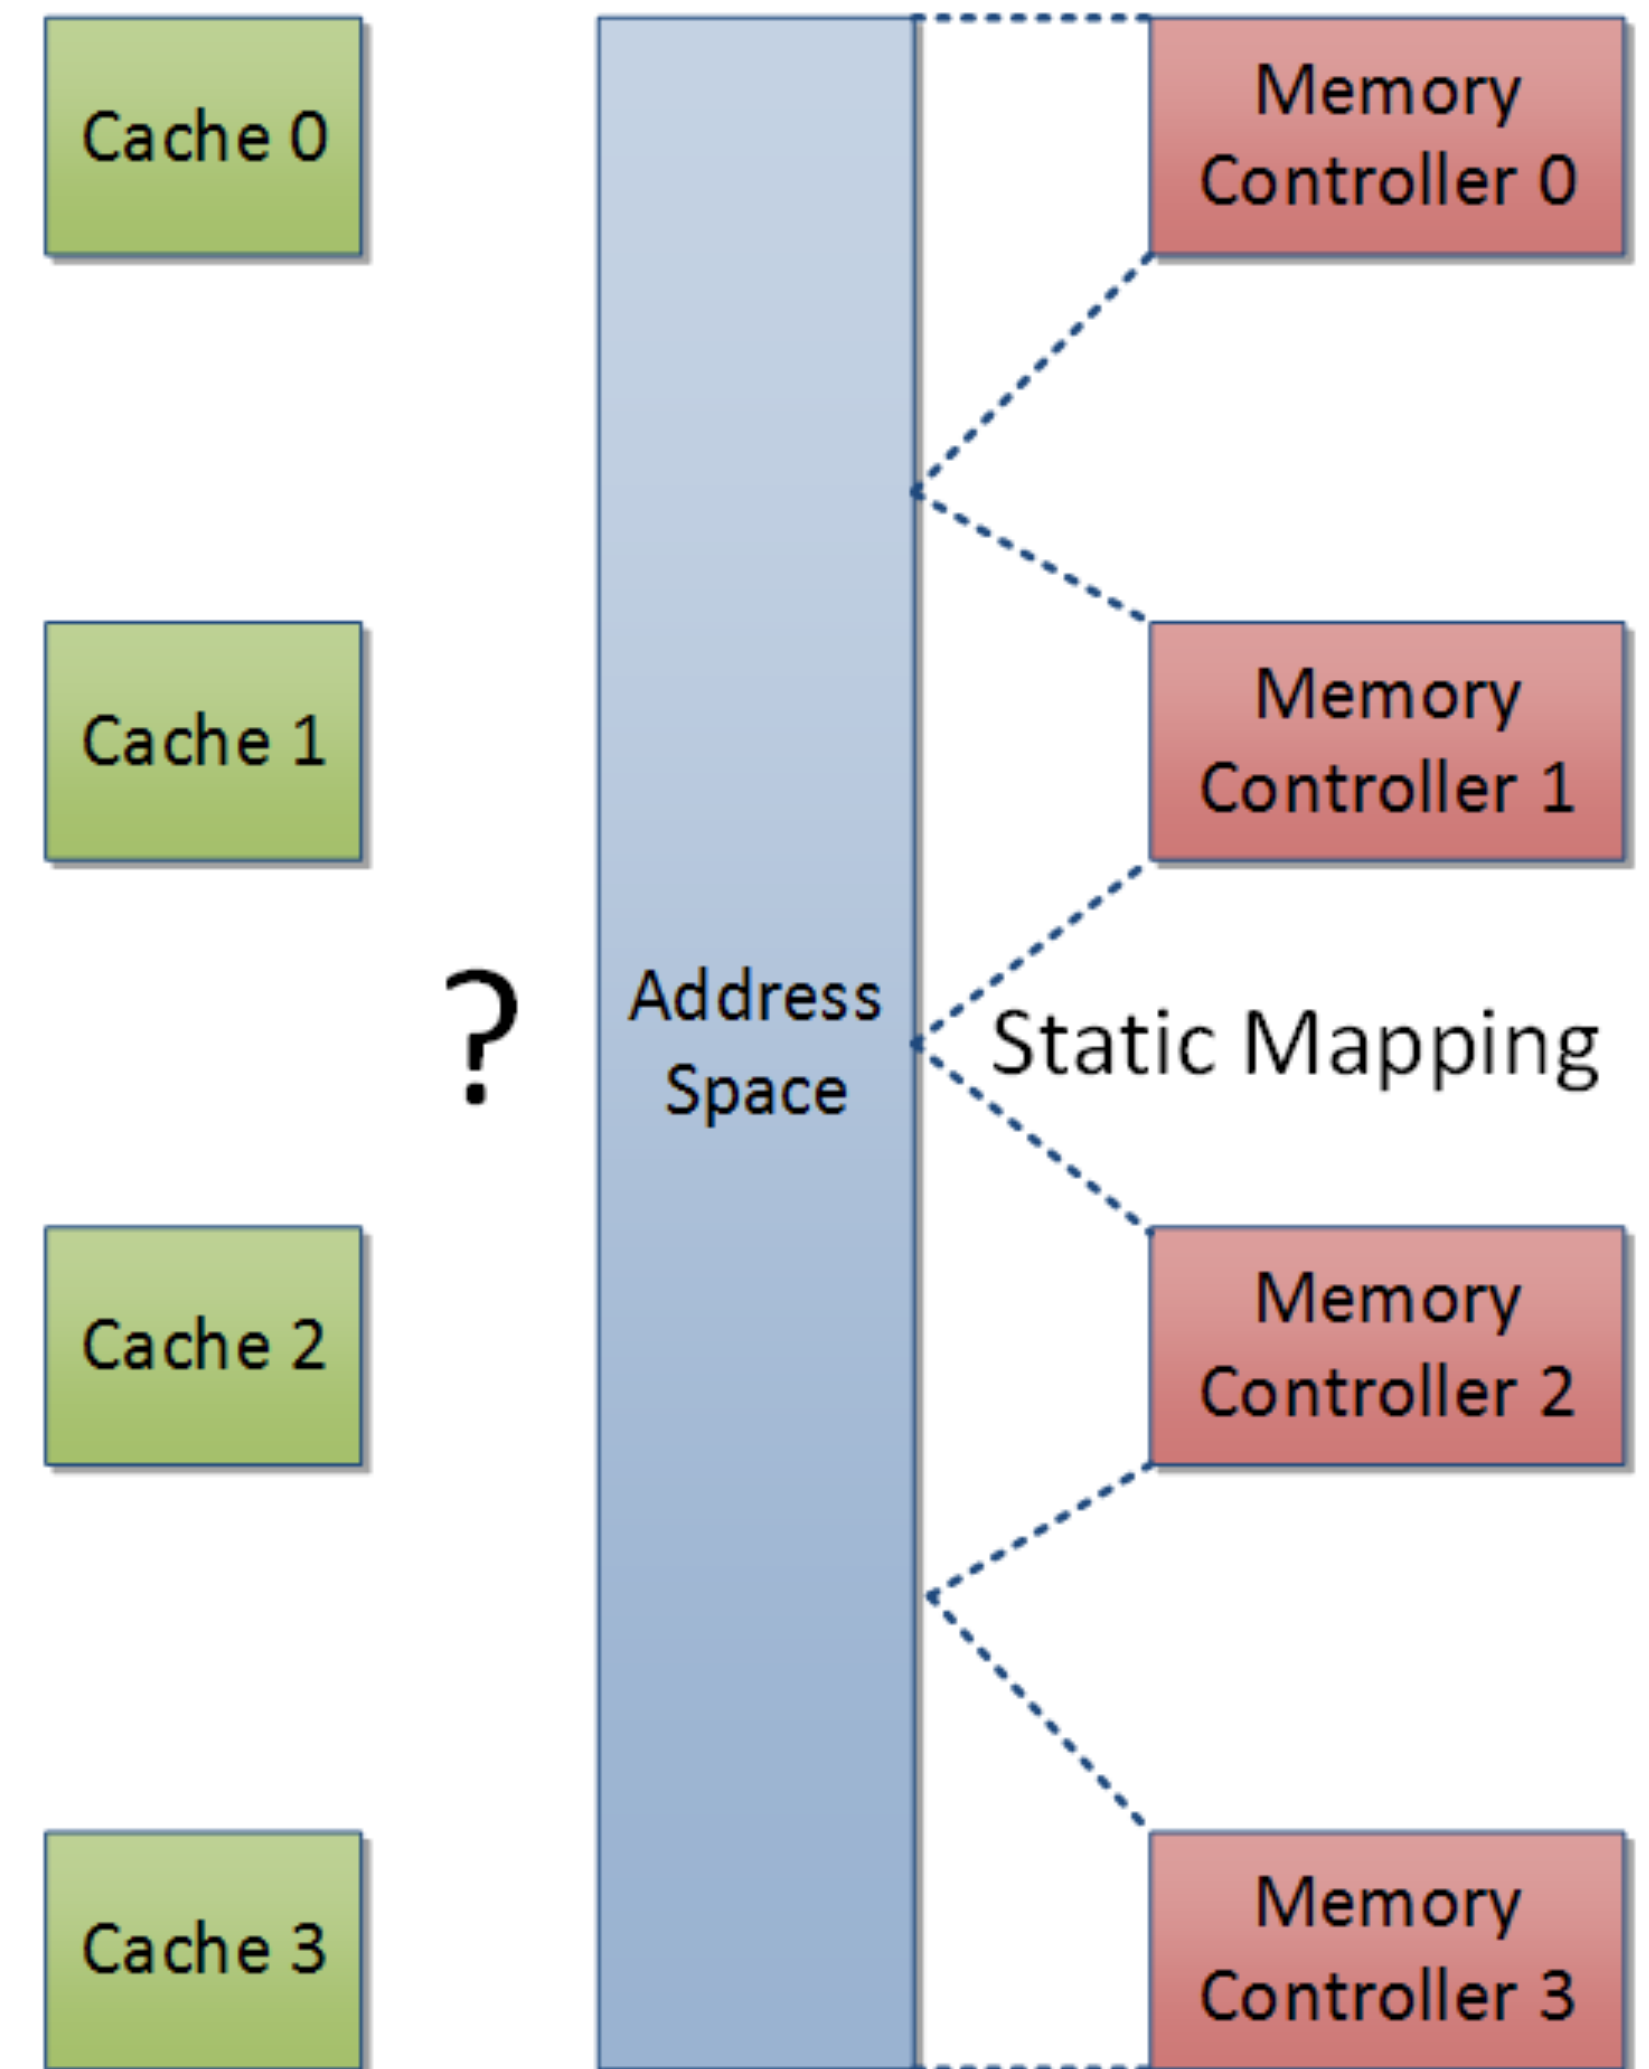 Cache 0
Memory
Controller 0
Cache 1
Memory
Controller 1
?
Address
Space
Static Mapping
Cache 2
Memory
Controller 2
Cache 3
Memory
Controller 3